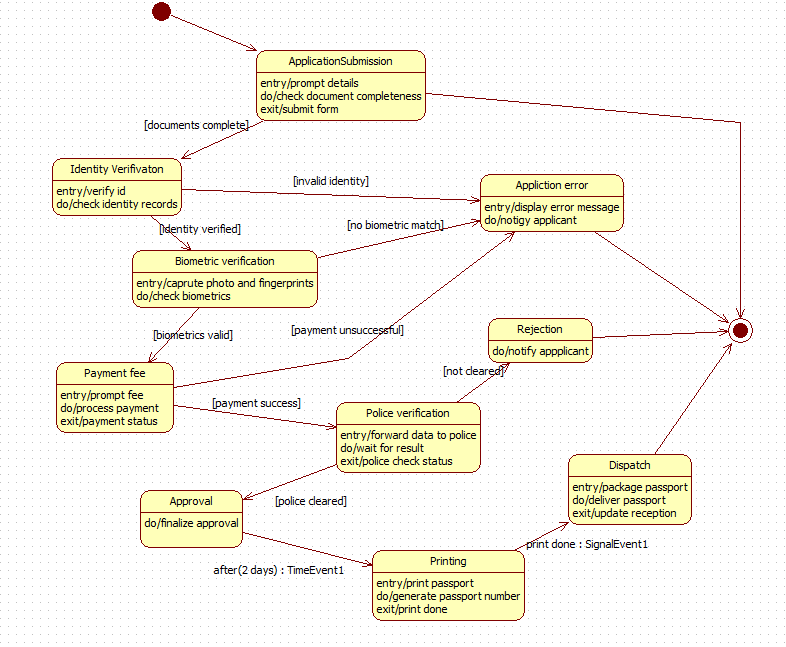 ApplicationSubmission
entry/prompt details
do/check document completeness
exit/submit form
[documents complete]
Identity Verifivaton
entry/verify id
do/check identity records
[invalid identity]
Appliction error
entry/display error message
do/notigy applicant
[identity verified]
[no biometric match]
Biometric verification
entry/caprute photo and fingerprints
do/check biometrics
[biometrics valid]
[payment unsuccessful]
Rejection
do/notify appplicant
Payment fee
entry/prompt fee
do/process payment
exit/payment status
[not cleared]
[payment success]
Police verification
entry/forward data to police
do/wait for result
exit/police check status
Dispatch
entry/package passport
do/deliver passport
exit/update reception
[police cleared]
Approval
do/finalize approval
print done : SignalEvent1
after(2 days) : TimeEvent1
Printing
entry/print passport
do/generate passport number
exit/print done